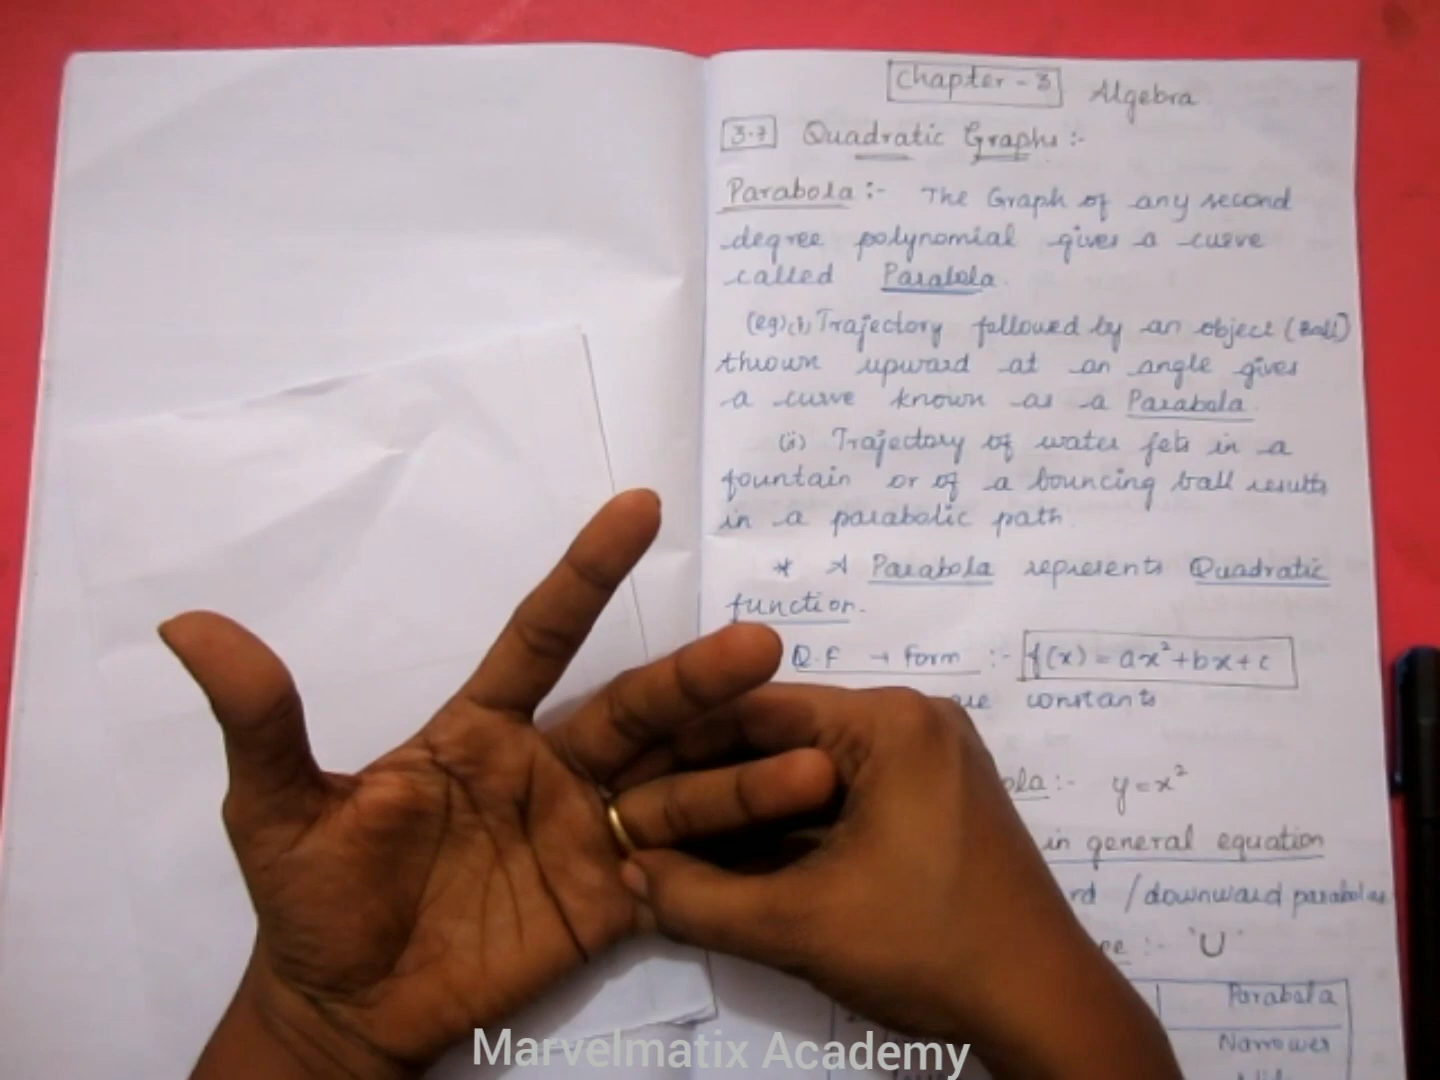 Chapter - 3 Algebra
3.7 Quadratic Graphs :-
Parabola :- The Graph of any second
degree polynomial gives a curve
called Parabola.
(eg) (i) Trajectory followed by an object (Ball)
thrown upward at an angle gives
a curve known as a Parabola.
(ii) Trajectory of water jets in a
fountain or of a bouncing ball results
in a parabolic path.
* A Parabola represents Quadratic
function.
Q.F → Form :- f(x) = ax²+bx+c
are constants
:- y = x²
in general equation
/downward parabolas
:- 'U'
Parabola
Narrower
Marvelmatix Academy